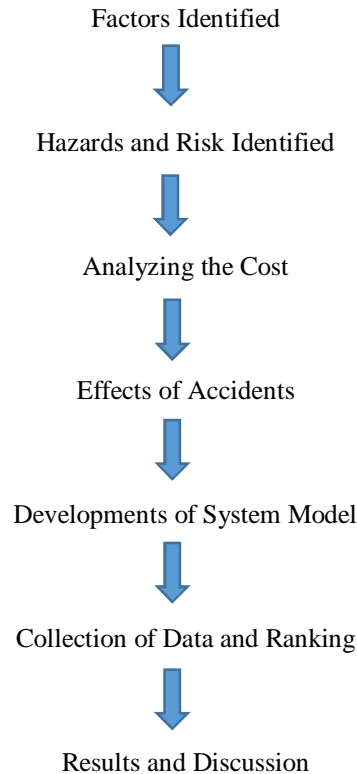 Factors Identified
Hazards and Risk Identified
Analyzing the Cost
Effects of Accidents
Developments of System Model
Collection of Data and Ranking
Results and Discussion